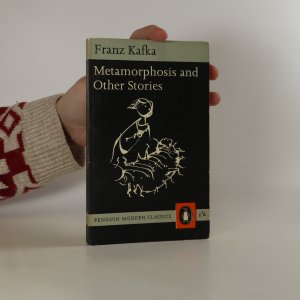 Franz Kafka
Metamorphosis and
Other Stories
PENGUIN MODERN CLASSICS